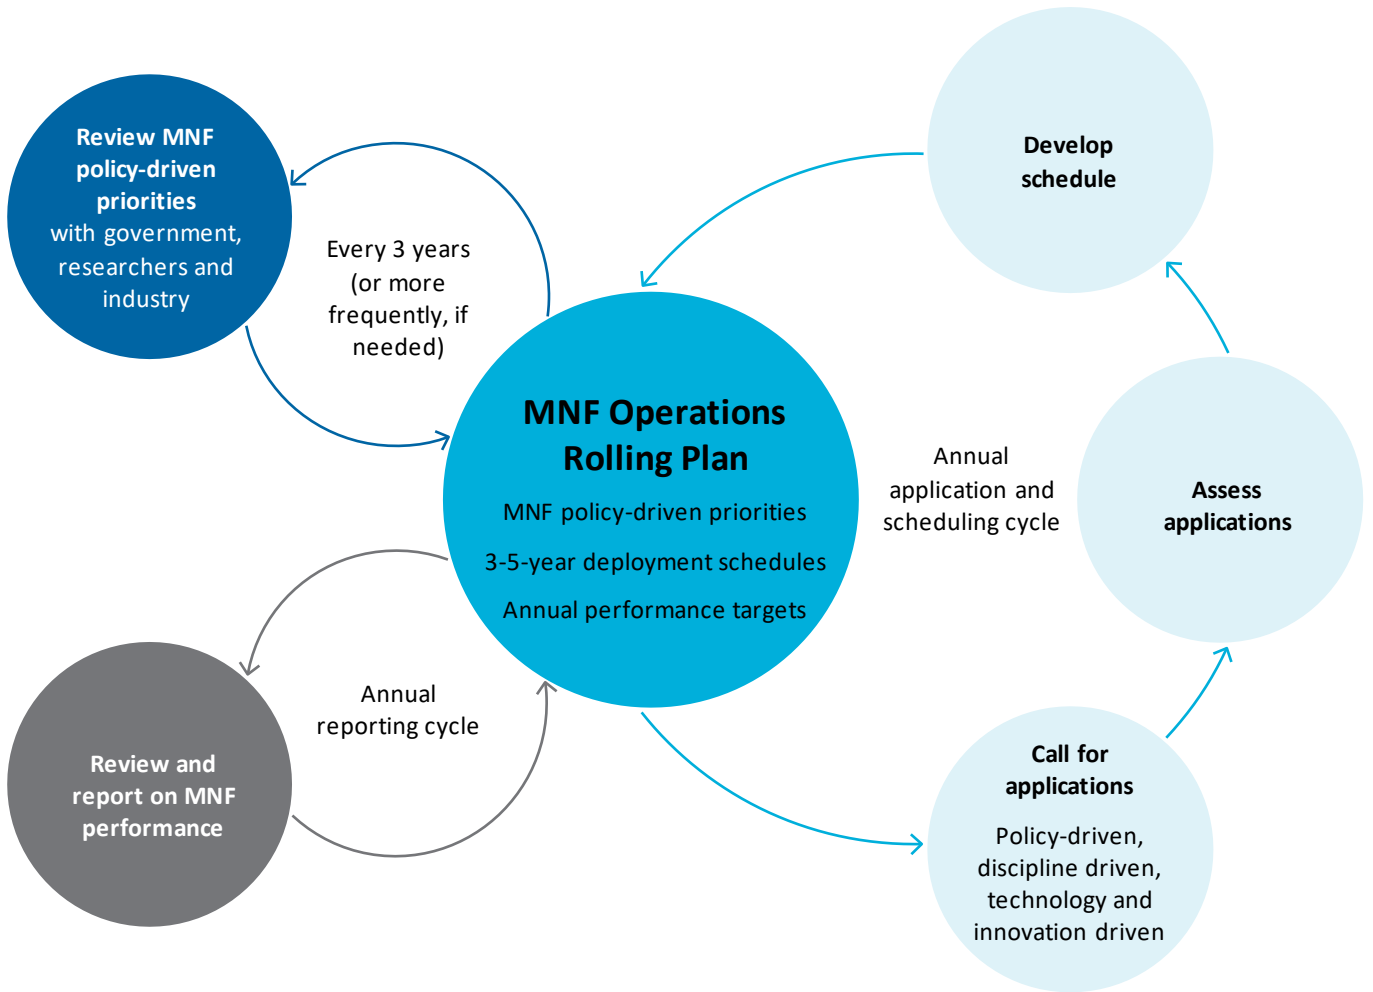 Review MNF
policy-driven
priorities
with government,
researchers and
industry
Every 3 years
(or more
frequently, if
needed)
Develop
schedule
MNF Operations
Rolling Plan
MNF policy-driven priorities
3-5-year deployment schedules
Annual performance targets
Annual
application and
scheduling cycle
Assess
applications
Annual
reporting cycle
Review and
report on MNF
performance
Call for
applications
Policy-driven,
discipline driven,
technology and
innovation driven